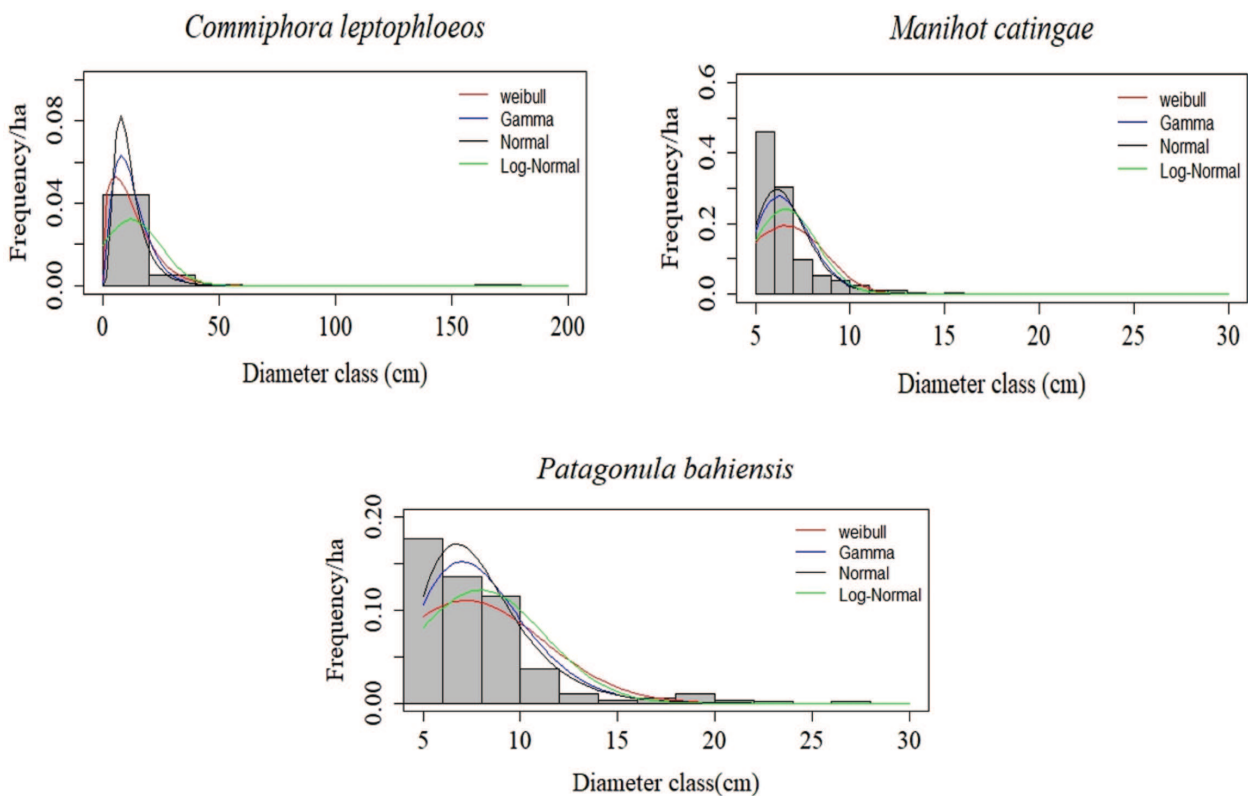 Commiphora leptophloeos
Frequency/ha
0.08
0.04
0.00
weibull
Gamma
Normal
Log-Normal
0 50 100 150 200
Diameter class (cm)
Manihot catingae
Frequency/ha
0.6
0.4
0.2
0.0
weibull
Gamma
Normal
Log-Normal
5 10 15 20 25 30
Diameter class (cm)
Patagonula bahiensis
Frequency/ha
0.20
0.10
0.00
weibull
Gamma
Normal
Log-Normal
5 10 15 20 25 30
Diameter class(cm)